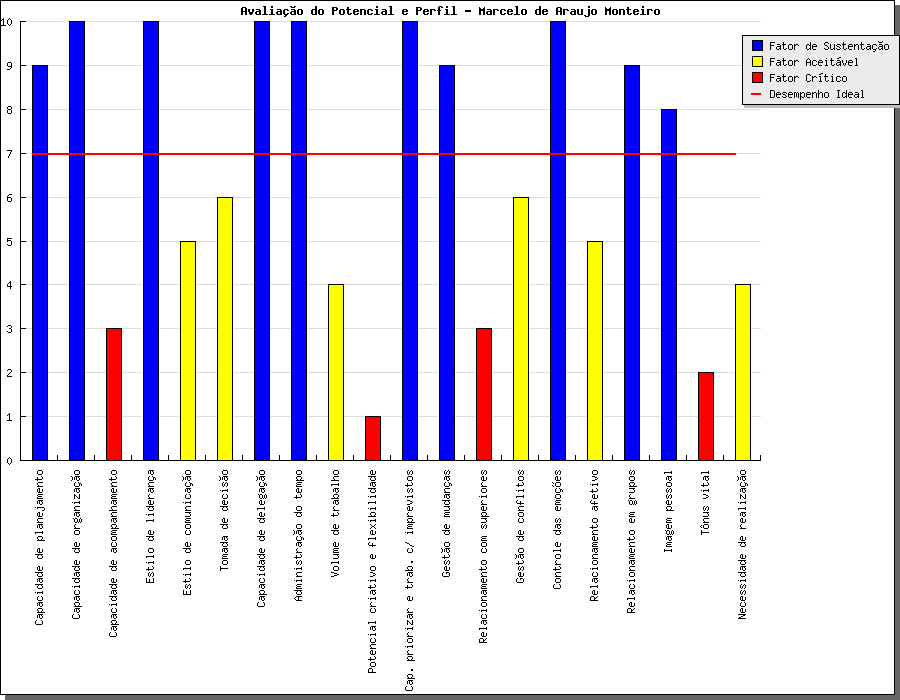 Avaliação do Potencial e Perfil - Marcelo de Araujo Monteiro
Fator de Sustentação
Fator Aceitável
Fator Crítico
Desempenho Ideal
10
9
8
7
6
5
4
3
2
1
0
Capacidade de planejamento
Capacidade de organização
Capacidade de acompanhamento
Estilo de liderança
Estilo de comunicação
Tomada de decisão
Capacidade de delegação
Administração do tempo
Volume de trabalho
Potencial criativo e flexibilidade
Cap. priorizar e trab. c/ imprevistos
Gestão de mudanças
Relacionamento com superiores
Gestão de conflitos
Controle das emoções
Relacionamento afetivo
Relacionamento em grupos
Imagem pessoal
Tônus vital
Necessidade de realização